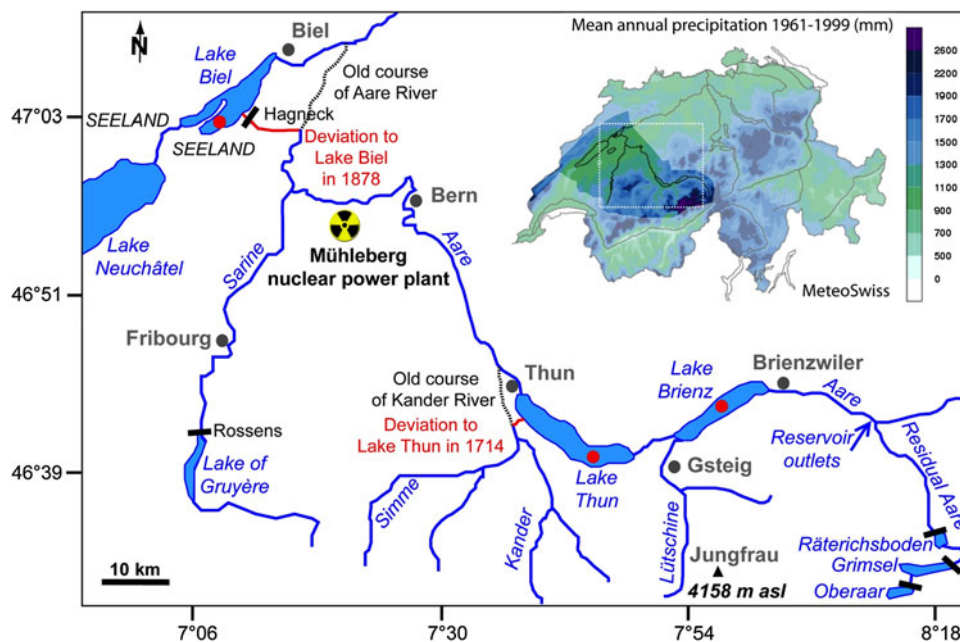 N
Biel
Lake
Biel
Old course
of Aare River
47°03
SEELAND
Hagneck
SEELAND
Deviation to
Lake Biel
in 1878
Bern
Lake
Neuchâtel
Sarine
Mühleberg
nuclear power plant
Aare
46°51
Fribourg
Thun
Old course
of Kander River
Deviation to
Lake Thun in 1714
Lake
Brienz
Brienzwiler
Aare
Rossens
46°39
Lake of
Gruyère
Simme
Kander
Lake
Thun
Gsteig
Lütschine
Reservoir
outlets
Residual Aare
Jungfrau
4158 m asl
Räterichsboden
Grimsel
Oberaar
10 km
7°06
7°30
7°54
8°18
Mean annual precipitation 1961-1999 (mm)
2600
2200
1900
1700
1500
1300
1100
900
700
500
0
MeteoSwiss